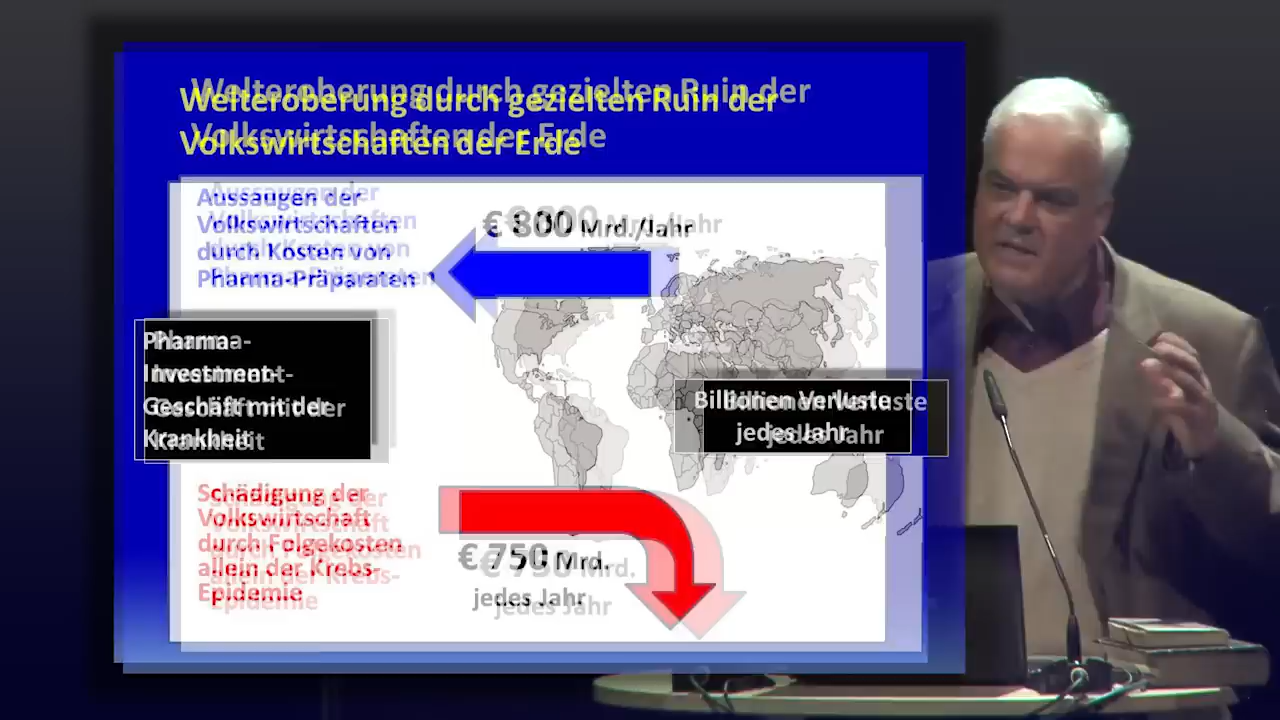 Welteroberung durch gezielten Ruin der
Volkswirtschaften der Erde
Aussaugen der
Volkswirtschaften
durch Kosten von
Pharma-Präparaten
€ 800 Mrd./Jahr
Pharma-
Investment-
Geschäft mit der
Krankheit
Billionen Verluste
jedes Jahr
Schädigung der
Volkswirtschaft
durch Folgekosten
allein der Krebs-
Epidemie
€ 750 Mrd.
jedes Jahr